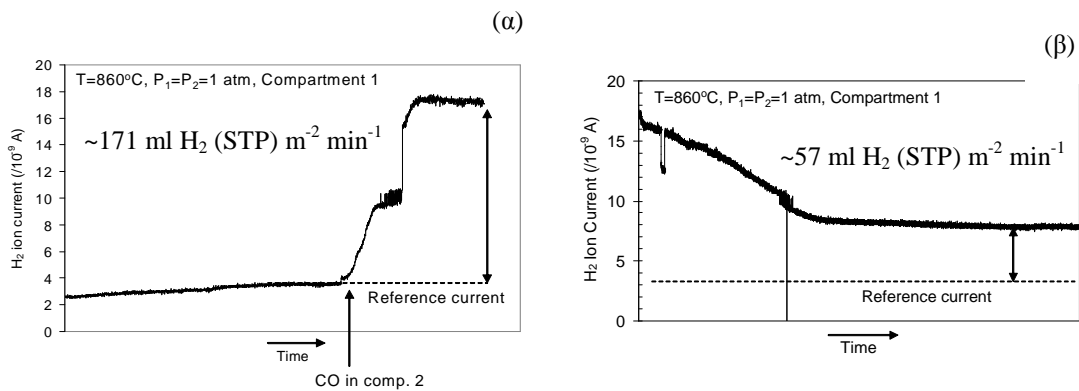 (α)
T=860°C, P₁=P₂=1 atm, Compartment 1
~171 ml H₂ (STP) m⁻² min⁻¹
H₂ ion current (/10⁻⁹ A)
20
18
16
14
12
10
8
6
4
2
0
Reference current
Time
CO in comp. 2
(β)
T=860°C, P₁=P₂=1 atm, Compartment 1
~57 ml H₂ (STP) m⁻² min⁻¹
H₂ Ion Current (/10⁻⁹ A)
20
15
10
5
0
Reference current
Time